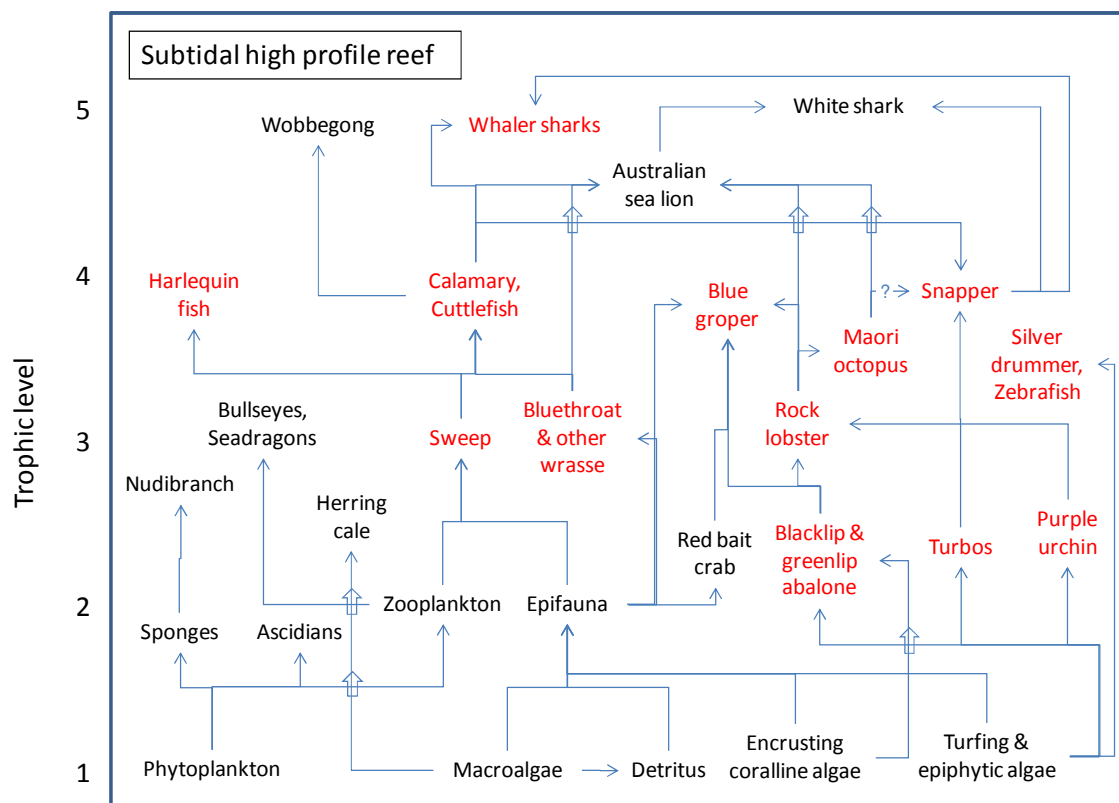 Subtidal high profile reef
5
White shark
Wobbegong
Whaler sharks
Australian
sea lion
4
Harlequin
fish
Calamary,
Cuttlefish
Blue
groper
?
Snapper
Maori
octopus
Silver
drummer,
Zebrafish
Trophic level
3
Bullseyes,
Seadragons
Sweep
Bluethroat
& other
wrasse
Rock
lobster
Nudibranch
Herring
cale
Red bait
crab
Blacklip &
greenlip
abalone
Turbos
Purple
urchin
2
Zooplankton
Epifauna
Sponges
Ascidians
1
Phytoplankton
Macroalgae
Detritus
Encrusting
coralline algae
Turfing &
epiphytic algae